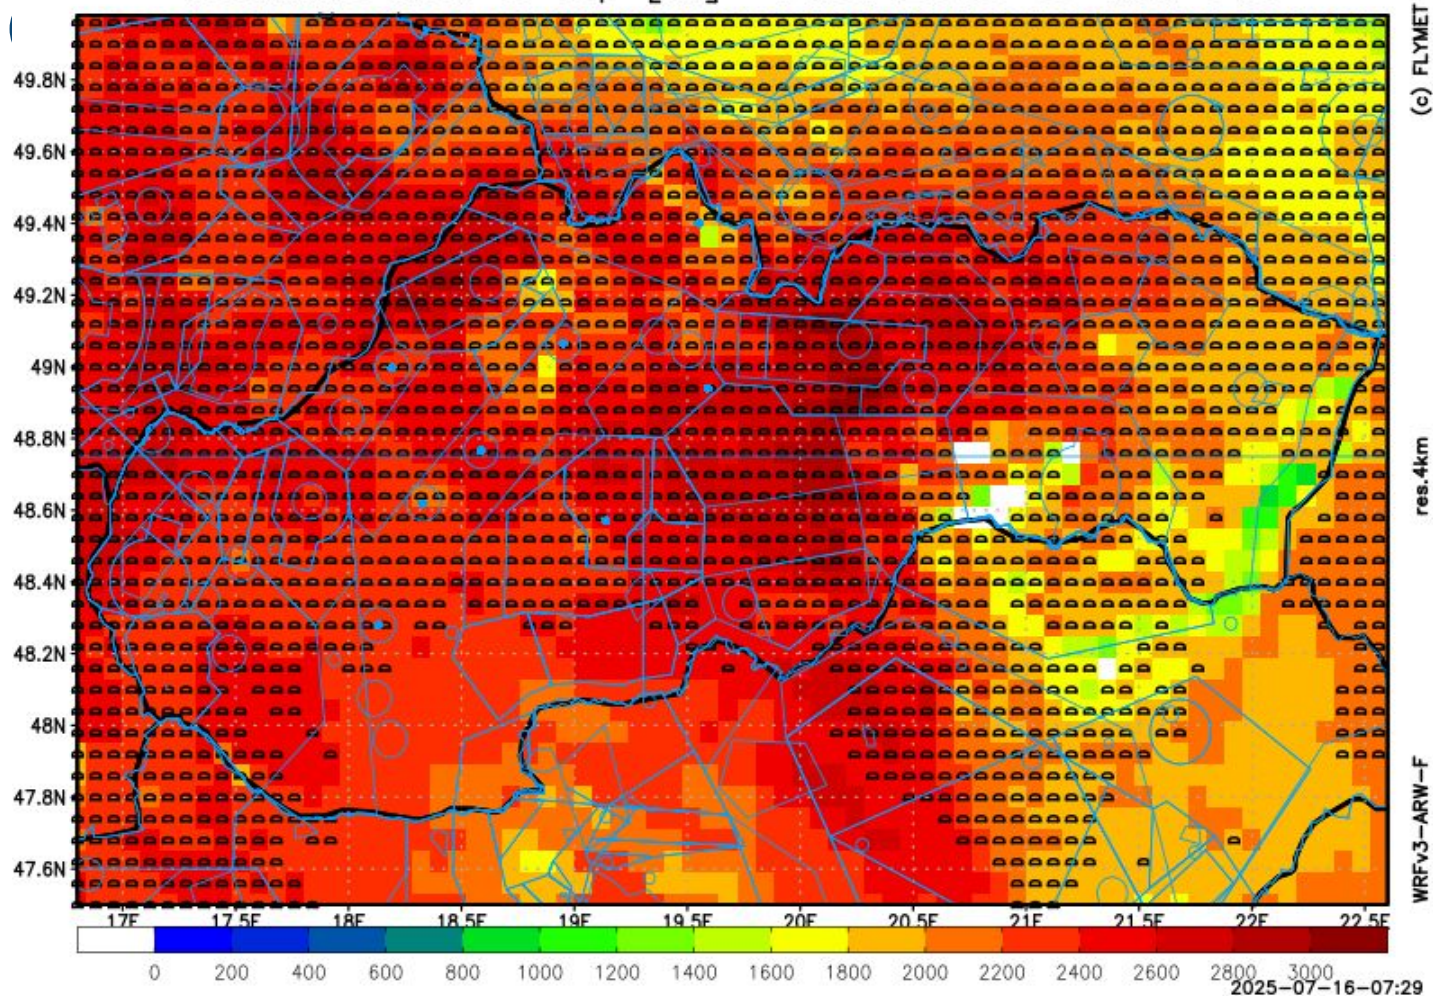 (c) FLYMET
49.8N
49.6N
49.4N
49.2N
49N
48.8N
48.6N
48.4N
48.2N
48N
47.8N
47.6N
res.4km
WRFv3-ARW-F
17E 17.5E 18E 18.5E 19E 19.5E 20E 20.5E 21E 21.5E 22E 22.5E
0 200 400 600 800 1000 1200 1400 1600 1800 2000 2200 2400 2600 2800 3000
2025-07-16-07:29